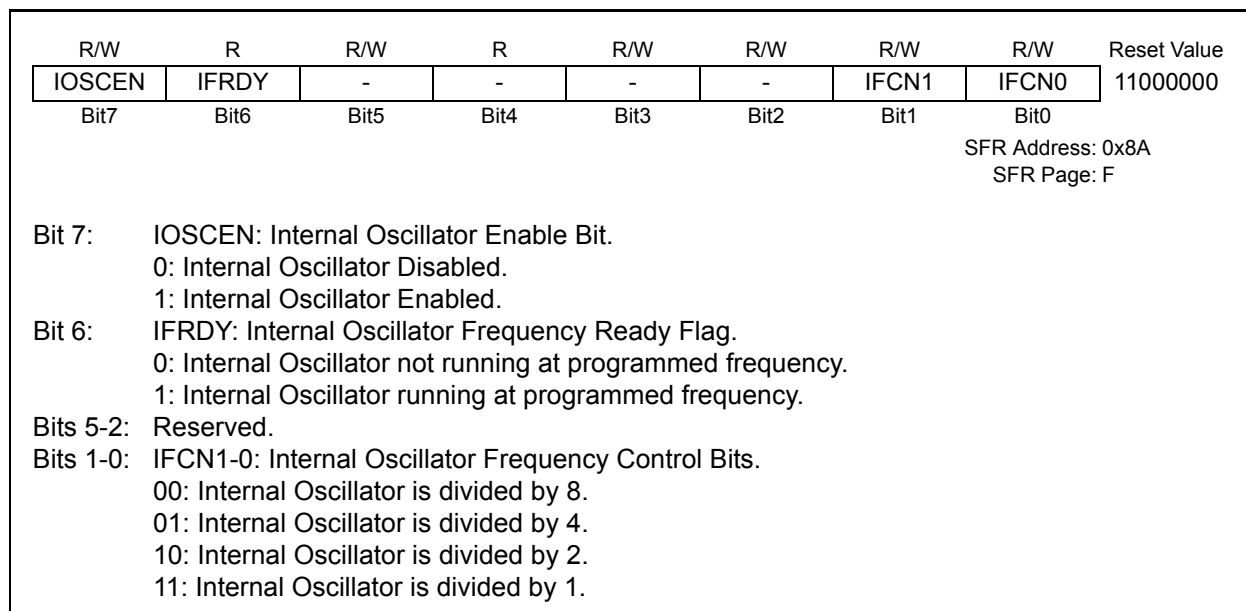 R/W R R/W R R/W R/W R/W R/W Reset Value
IOSCEN IFRDY - - - - IFCN1 IFCN0 11000000
Bit7 Bit6 Bit5 Bit4 Bit3 Bit2 Bit1 Bit0
SFR Address: 0x8A
SFR Page: F
Bit 7: IOSCEN: Internal Oscillator Enable Bit.
0: Internal Oscillator Disabled.
1: Internal Oscillator Enabled.
Bit 6: IFRDY: Internal Oscillator Frequency Ready Flag.
0: Internal Oscillator not running at programmed frequency.
1: Internal Oscillator running at programmed frequency.
Bits 5-2: Reserved.
Bits 1-0: IFCN1-0: Internal Oscillator Frequency Control Bits.
00: Internal Oscillator is divided by 8.
01: Internal Oscillator is divided by 4.
10: Internal Oscillator is divided by 2.
11: Internal Oscillator is divided by 1.